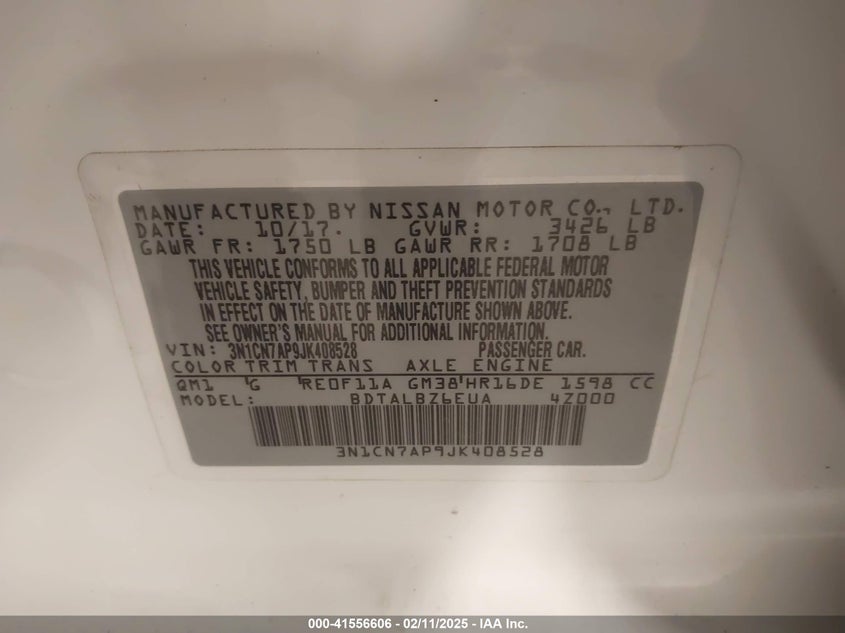 MANUFACTURED BY NISSAN MOTOR CO., LTD.
DATE: 10/17. GVWR: 3426 LB
GAWR FR: 1750 LB GAWR RR: 1708 LB
THIS VEHICLE CONFORMS TO ALL APPLICABLE FEDERAL MOTOR
VEHICLE SAFETY, BUMPER AND THEFT PREVENTION STANDARDS
IN EFFECT ON THE DATE OF MANUFACTURE SHOWN ABOVE.
SEE OWNER'S MANUAL FOR ADDITIONAL INFORMATION.
VIN: 3N1CN7AP9JK408528 PASSENGER CAR.
COLOR TRIM TRANS AXLE ENGINE
QM1 'G 'RE0F11A GM38'HR16DE 1598 CC
MODEL: BDTALBZ6EUA 4Z000
3N1CN7AP9JK408528
000-41556606 - 02/11/2025 - IAA Inc.